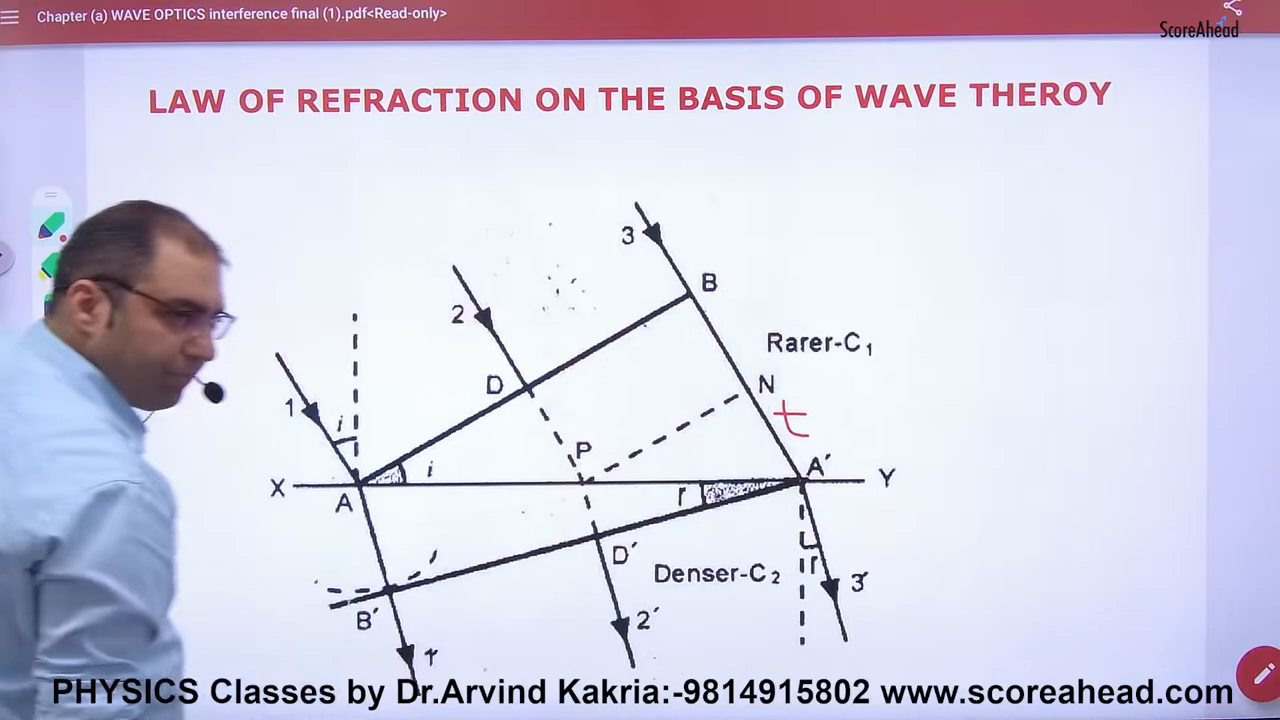 Chapter (a) WAVE OPTICS interference final (1).pdf<Read-only>
ScoreAhead
LAW OF REFRACTION ON THE BASIS OF WAVE THEROY
3
B
2
Rarer-C₁
D
N
t
1
i
P
i
A′
X
A
r
Y
D′
Denser-C₂
r
3′
B′
2′
1′
PHYSICS Classes by Dr.Arvind Kakria:-9814915802 www.scoreahead.com